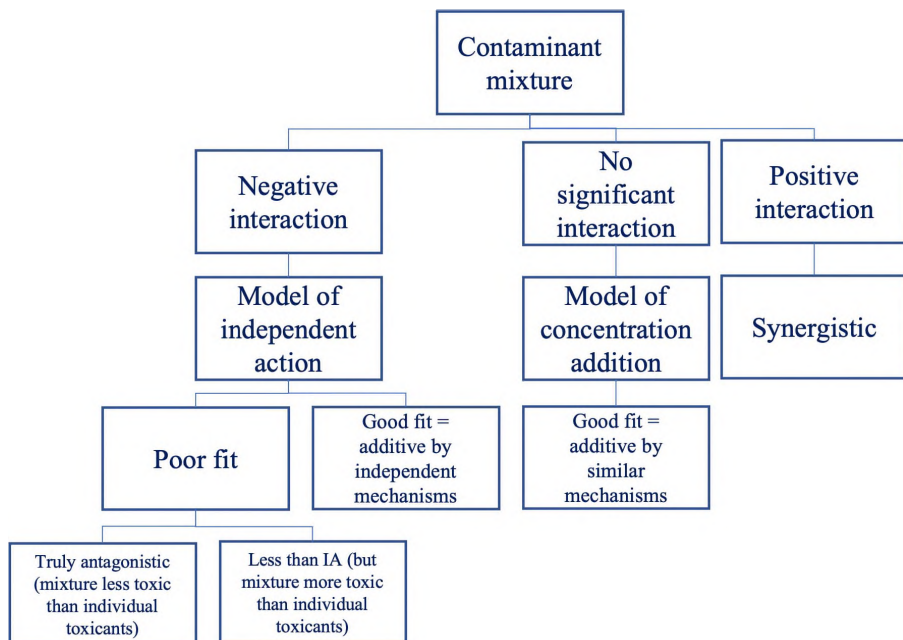 Contaminant
mixture
Negative
interaction
No
significant
interaction
Positive
interaction
Model of
independent
action
Model of
concentration
addition
Synergistic
Poor fit
Good fit =
additive by
independent
mechanisms
Good fit =
additive by
similar
mechanisms
Truly antagonistic
(mixture less toxic
than individual
toxicants)
Less than IA (but
mixture more toxic
than individual
toxicants)